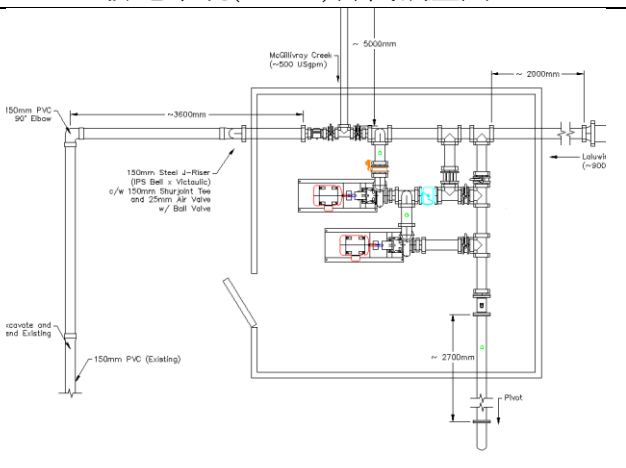 ~ 5000mm
McGillivray Creek
(~500 USgpm)
~ 2000mm
150mm PVC
90° Elbow
~3600mm
150mm Steel J-Riser
(IPS Bell x Victaulic)
c/w 150mm Shurjoint Tee
and 25mm Air Valve
w/ Ball Valve
Laluwi
(~900
xcavate and
end Existing
150mm PVC (Existing)
~ 2700mm
Pivot